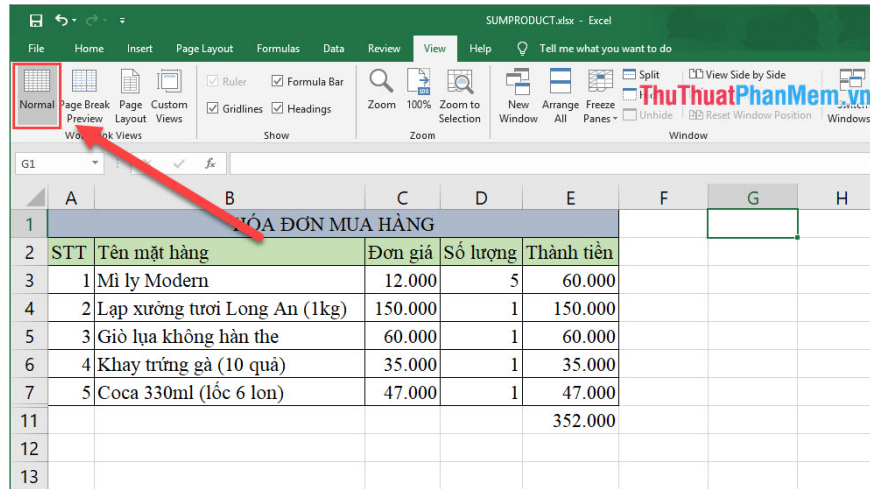 SUMPRODUCT.xlsx - Excel
File Home Insert Page Layout Formulas Data Review View Help Tell me what you want to do
Normal Page Break Preview Page Layout Custom Views
Ruler Formula Bar
Gridlines Headings
Zoom 100% Zoom to Selection
New Window Arrange All Freeze Panes
Split View Side by Side
Unhide Reset Window Position
Windows
ThuThuatPhanMem.vn
Show Zoom Window
G1 fx
A B C D E F G H
1 HÓA ĐƠN MUA HÀNG
2 STT Tên mặt hàng Đơn giá Số lượng Thành tiền
3 1 Mì ly Modern 12.000 5 60.000
4 2 Lạp xưởng tươi Long An (1kg) 150.000 1 150.000
5 3 Giò lụa không hàn the 60.000 1 60.000
6 4 Khay trứng gà (10 quả) 35.000 1 35.000
7 5 Coca 330ml (lốc 6 lon) 47.000 1 47.000
11 352.000
12
13